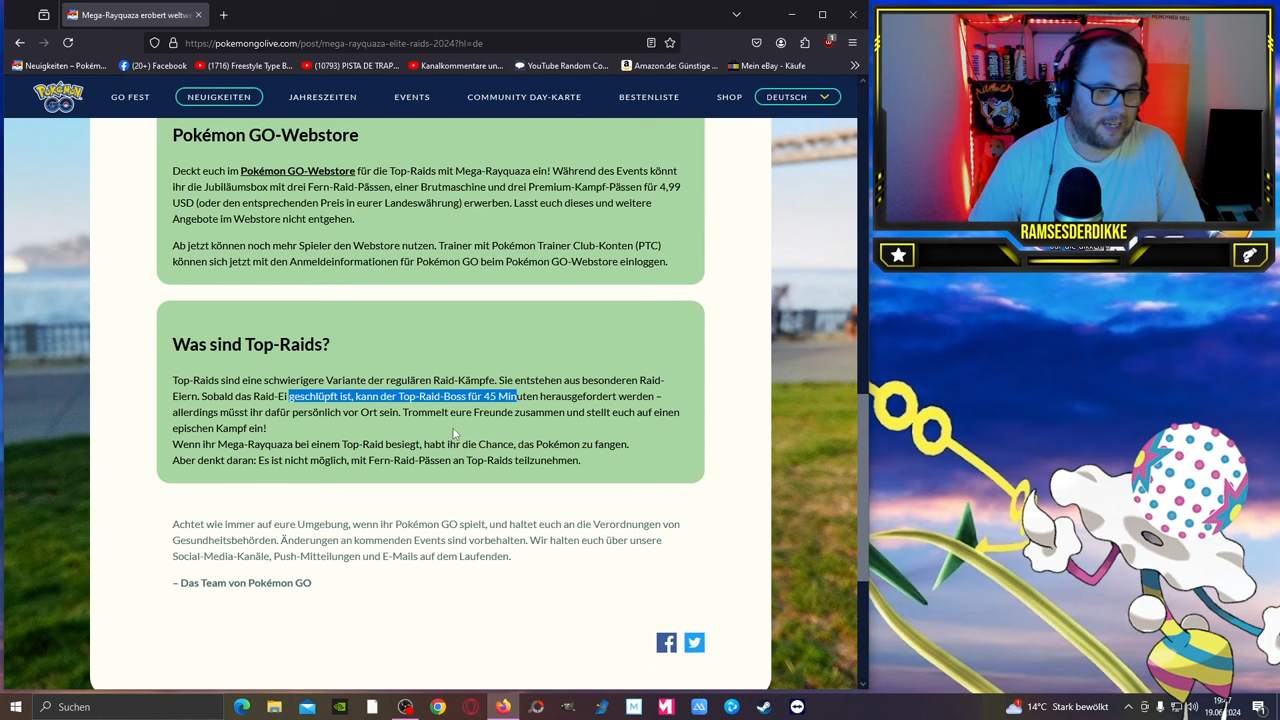 Mega-Rayquaza erobert weltwe
https://pokemongolive.com/post/mega-rayquaza-elite-raids-2024?hl=de
Neuigkeiten – Pokém...
(20+) Facebook
(1716) Freestyle Typ B...
(10793) PISTA DE TRAP...
Kanalkommentare un...
YouTube Random Co...
Amazon.de: Günstige ...
Mein eBay - Käufe
POKÉMON GO
GO FEST
NEUIGKEITEN
JAHRESZEITEN
EVENTS
COMMUNITY DAY-KARTE
BESTENLISTE
SHOP
DEUTSCH
Pokémon GO-Webstore
Deckt euch im Pokémon GO-Webstore für die Top-Raids mit Mega-Rayquaza ein! Während des Events könnt
ihr die Jubiläumsbox mit drei Fern-Raid-Pässen, einer Brutmaschine und drei Premium-Kampf-Pässen für 4,99
USD (oder den entsprechenden Preis in eurer Landeswährung) erwerben. Lasst euch dieses und weitere
Angebote im Webstore nicht entgehen.
Ab jetzt können noch mehr Spieler den Webstore nutzen. Trainer mit Pokémon Trainer Club-Konten (PTC)
können sich jetzt mit den Anmeldeinformationen für Pokémon GO beim Pokémon GO-Webstore einloggen.
Was sind Top-Raids?
Top-Raids sind eine schwierigere Variante der regulären Raid-Kämpfe. Sie entstehen aus besonderen Raid-
Eiern. Sobald das Raid-Ei geschlüpft ist, kann der Top-Raid-Boss für 45 Minuten herausgefordert werden –
allerdings müsst ihr dafür persönlich vor Ort sein. Trommelt eure Freunde zusammen und stellt euch auf einen
epischen Kampf ein!
Wenn ihr Mega-Rayquaza bei einem Top-Raid besiegt, habt ihr die Chance, das Pokémon zu fangen.
Aber denkt daran: Es ist nicht möglich, mit Fern-Raid-Pässen an Top-Raids teilzunehmen.
Achtet wie immer auf eure Umgebung, wenn ihr Pokémon GO spielt, und haltet euch an die Verordnungen von
Gesundheitsbehörden. Änderungen an kommenden Events sind vorbehalten. Wir halten euch über unsere
Social-Media-Kanäle, Push-Mitteilungen und E-Mails auf dem Laufenden.
– Das Team von Pokémon GO
MÜNCHNER HELL
RAMSESDERDIKKE
Suchen
14°C Stark bewölkt